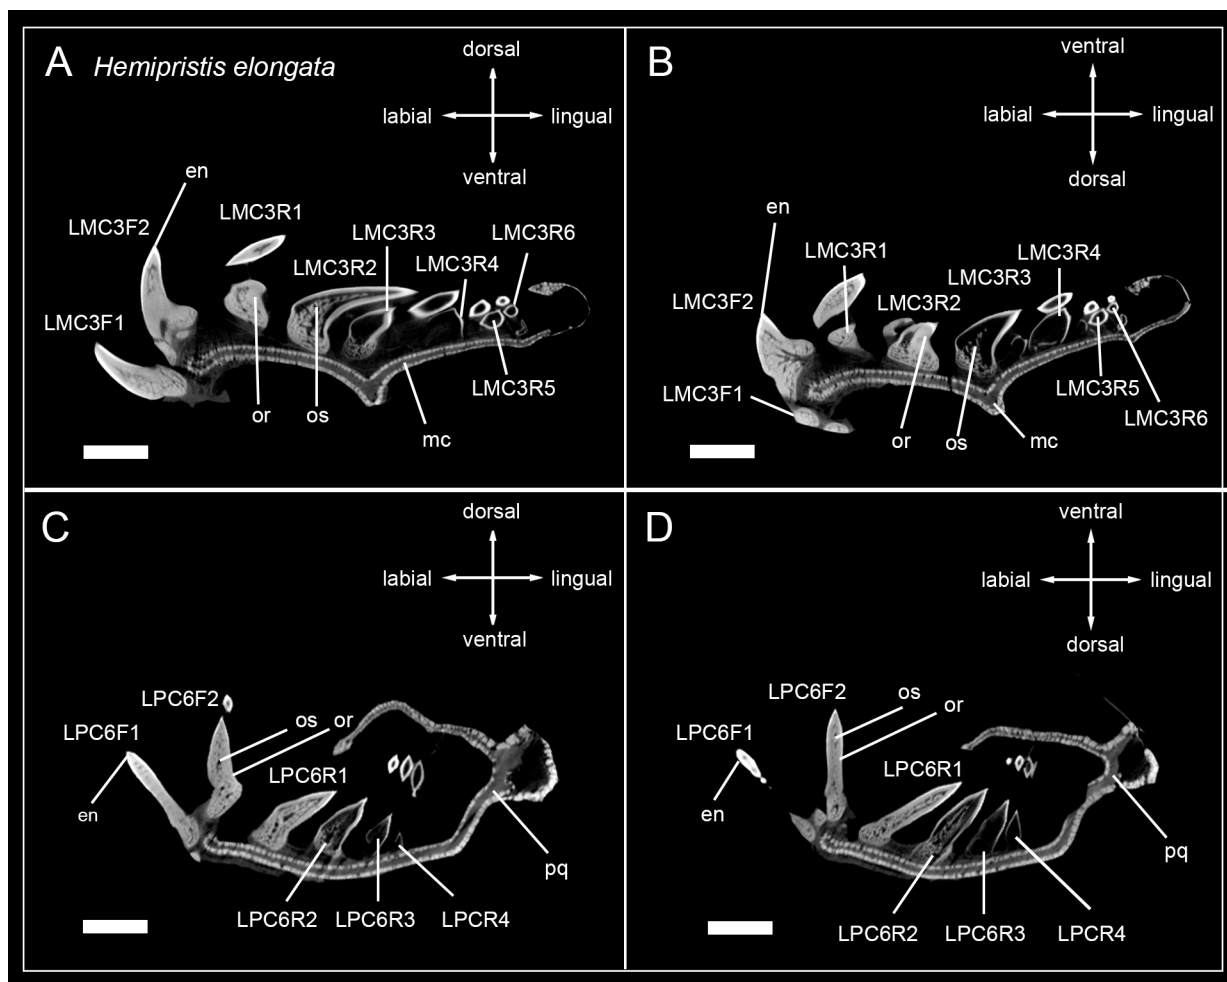 A Hemipristis elongata
dorsal
labial lingual
ventral
en
LMC3F2
LMC3R1
LMC3R3
LMC3R6
LMC3R2
LMC3R4
LMC3F1
LMC3R5
or os
mc
B
ventral
labial lingual
dorsal
en
LMC3R1
LMC3R4
LMC3R3
LMC3F2
LMC3R2
LMC3F1
LMC3R5
LMC3R6
or os mc
C
dorsal
labial lingual
ventral
LPC6F2
os or
LPC6F1
LPC6R1
en
pq
LPC6R2 LPC6R3 LPCR4
D
ventral
labial lingual
dorsal
LPC6F2
os
or
LPC6F1
LPC6R1
en
pq
LPC6R2 LPC6R3 LPCR4